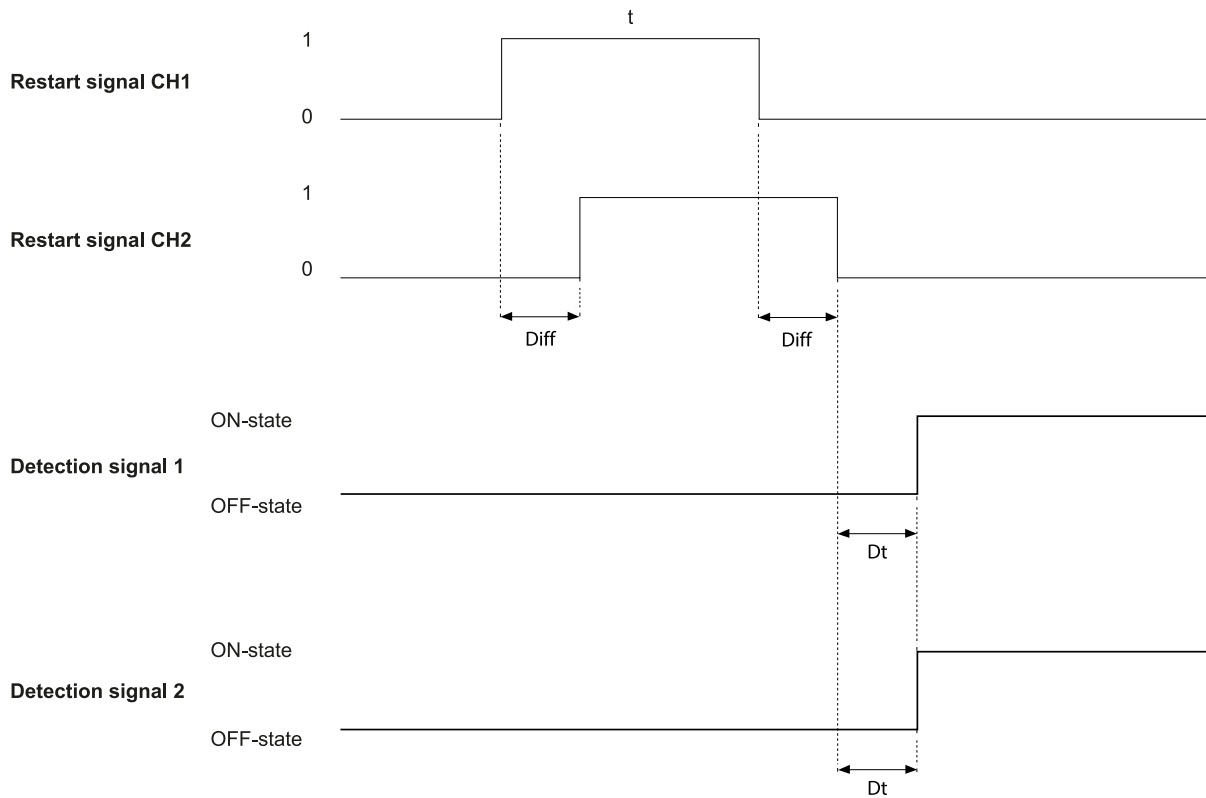 t
1
Restart signal CH1
0
1
Restart signal CH2
0
Diff
Diff
ON-state
Detection signal 1
OFF-state
Dt
ON-state
Detection signal 2
OFF-state
Dt